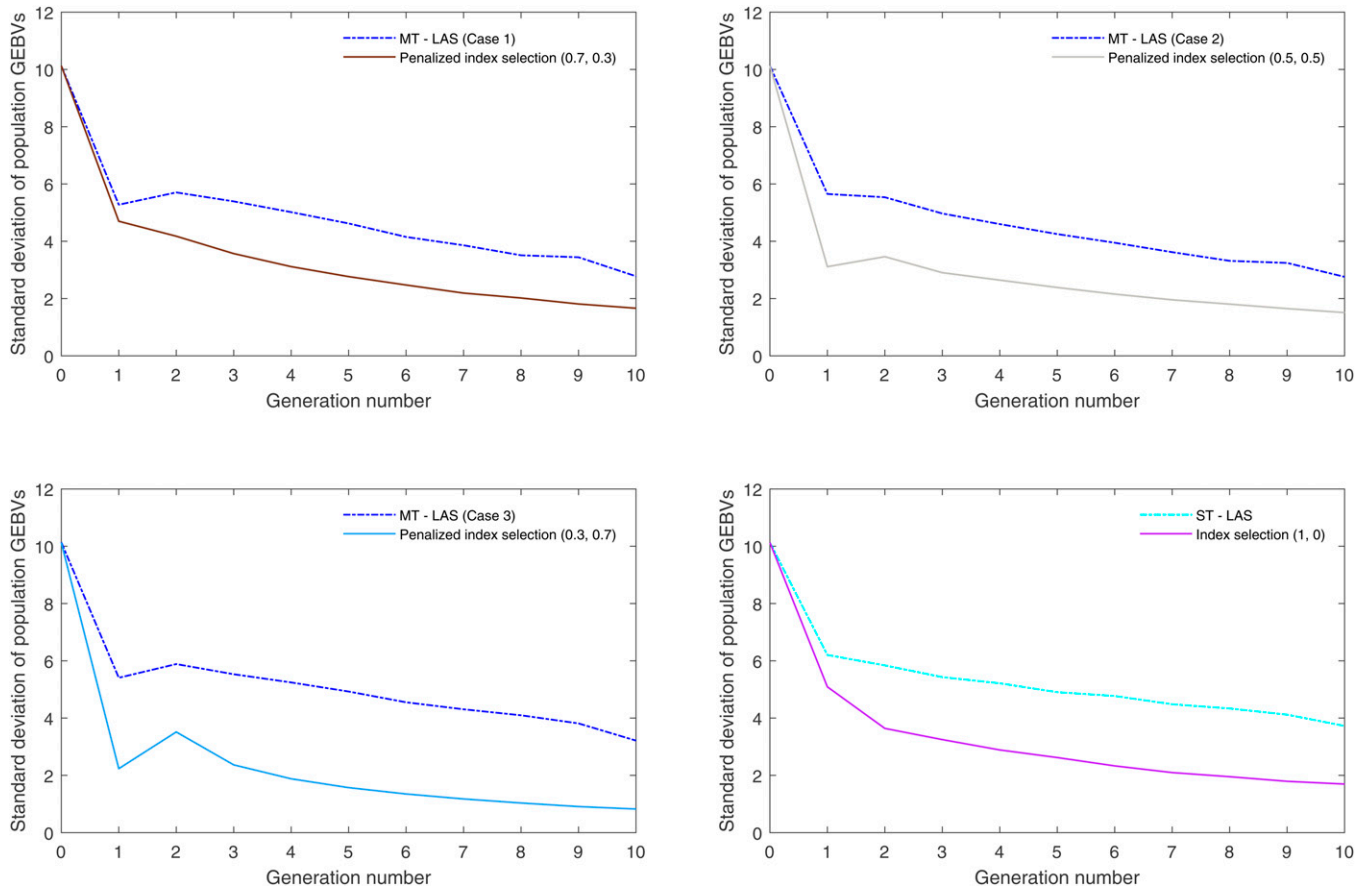 Standard deviation of population GEBVs
12
10
8
6
4
2
0
MT - LAS (Case 1)
Penalized index selection (0.7, 0.3)
0 1 2 3 4 5 6 7 8 9 10
Generation number
Standard deviation of population GEBVs
12
10
8
6
4
2
0
MT - LAS (Case 2)
Penalized index selection (0.5, 0.5)
0 1 2 3 4 5 6 7 8 9 10
Generation number
Standard deviation of population GEBVs
12
10
8
6
4
2
0
MT - LAS (Case 3)
Penalized index selection (0.3, 0.7)
0 1 2 3 4 5 6 7 8 9 10
Generation number
Standard deviation of population GEBVs
12
10
8
6
4
2
0
ST - LAS
Index selection (1, 0)
0 1 2 3 4 5 6 7 8 9 10
Generation number